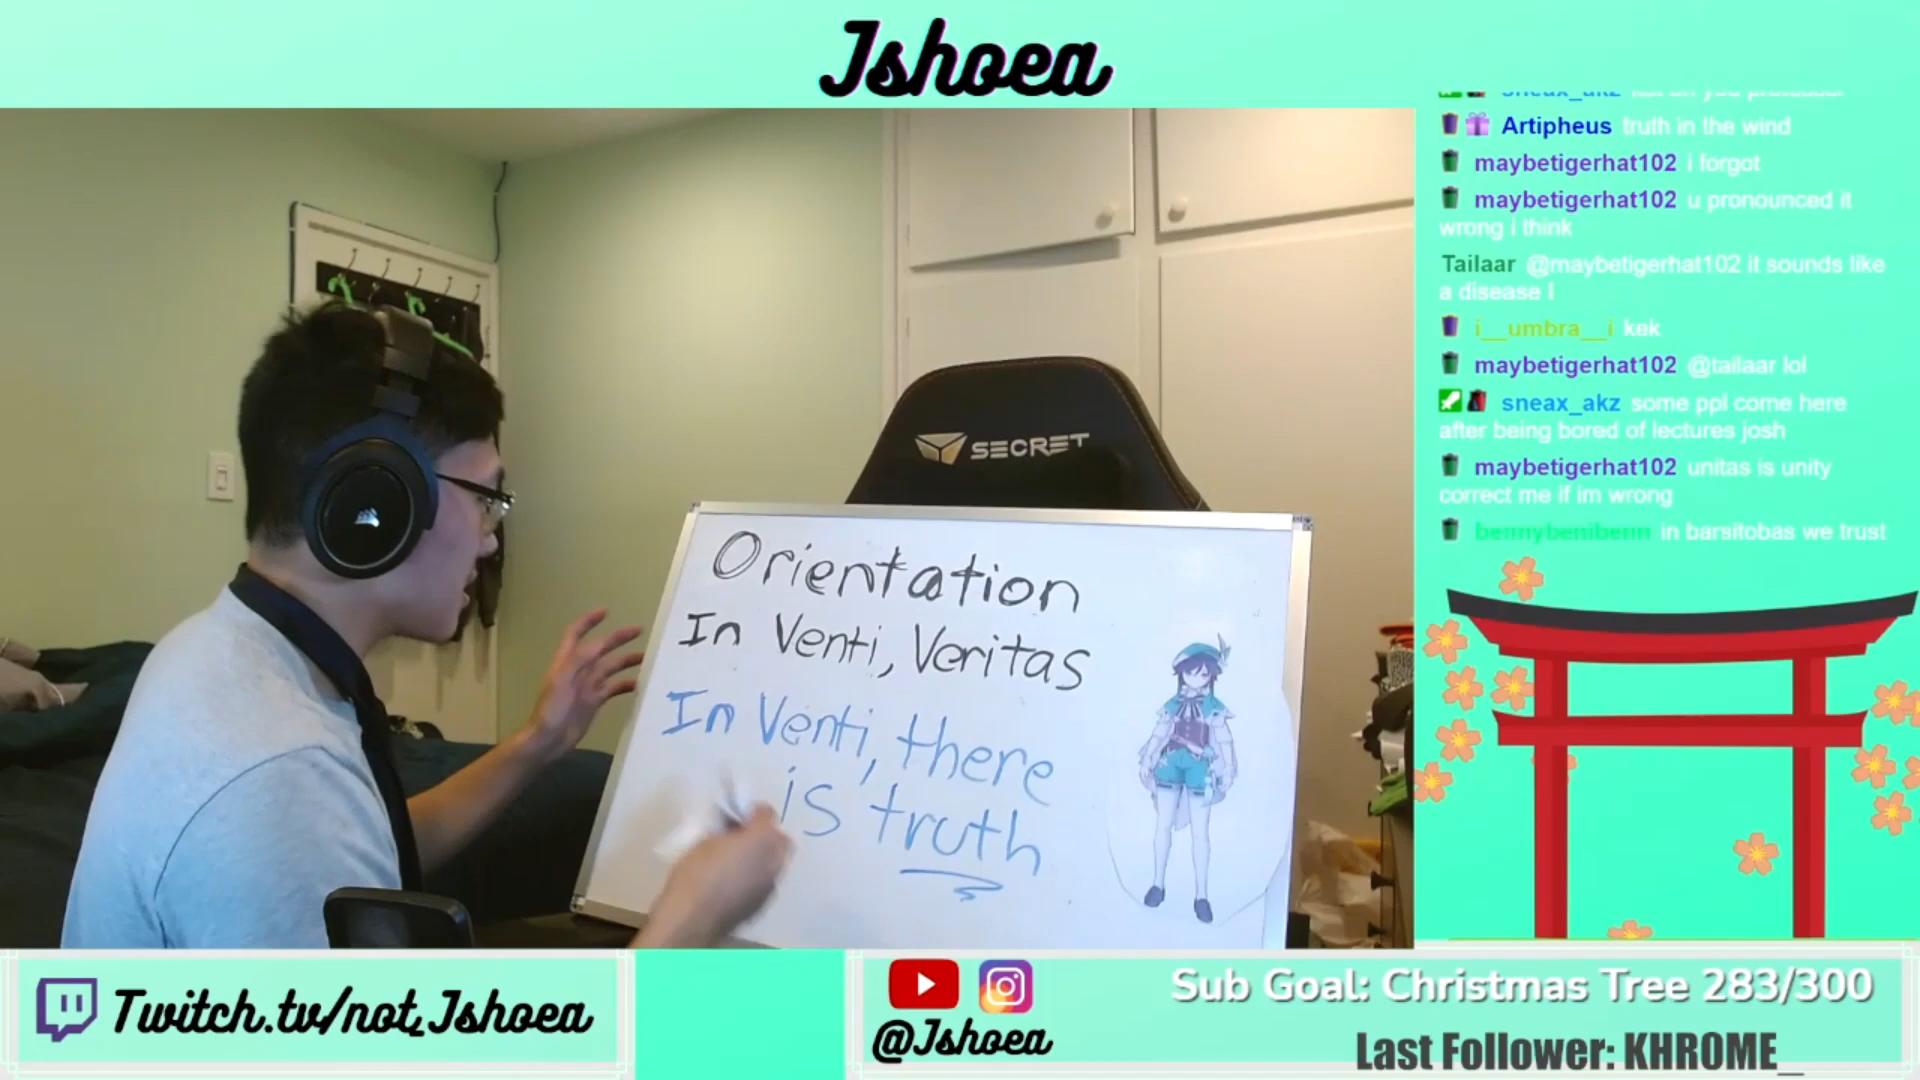 Jshoea
Artipheus truth in the wind
maybetigerhat102 i forgot
maybetigerhat102 u pronounced it
wrong i think
Tailaar @maybetigerhat102 it sounds like
a disease I
i__umbra__i kek
maybetigerhat102 @tailaar lol
sneax_akz some ppl come here
after being bored of lectures josh
maybetigerhat102 unitas is unity
correct me if im wrong
bennybenibenn in barsitobas we trust
SECRET
Orientation
In Venti, Veritas
In Venti, there
is truth
Twitch.tv/not_Jshoea
@Jshoea
Sub Goal: Christmas Tree 283/300
Last Follower: KHROME_